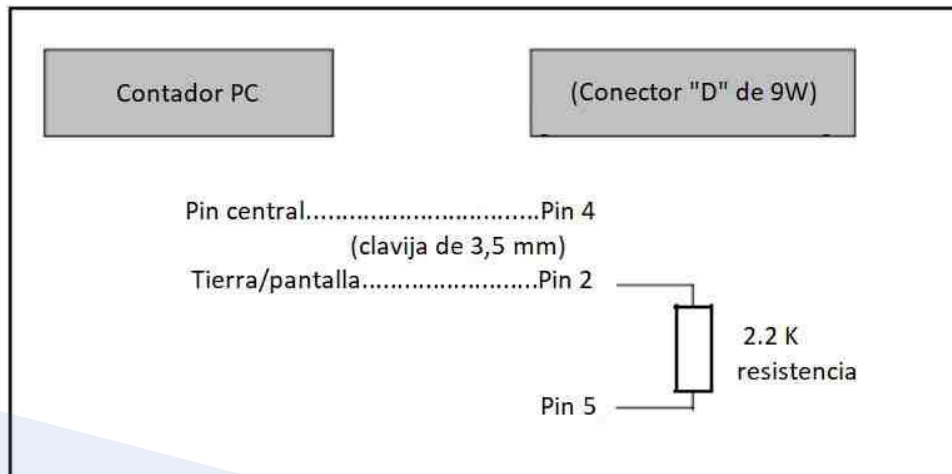 Contador PC
(Conector "D" de 9W)
Pin central..................................Pin 4
(clavija de 3,5 mm)
Tierra/pantalla.........................Pin 2
2.2 K
resistencia
Pin 5